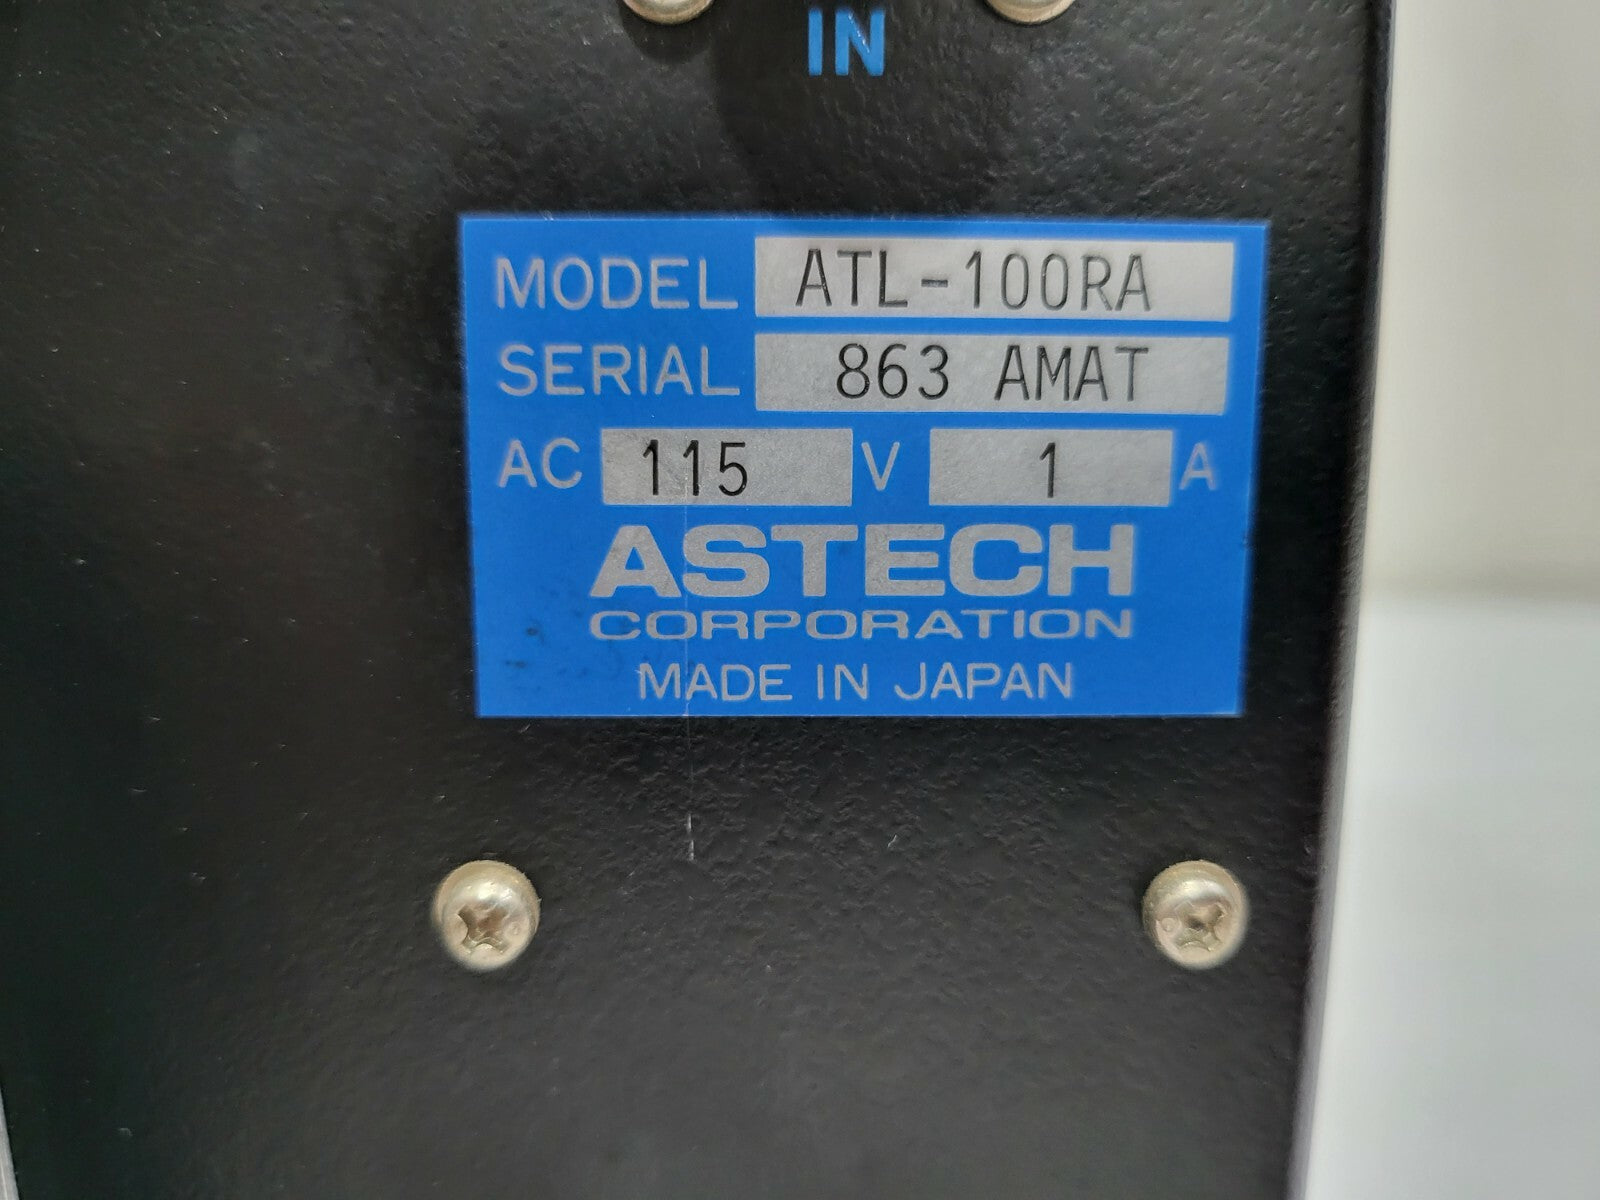 IN
MODEL ATL-100RA
SERIAL 863 AMAT
AC 115 V 1 A
ASTECH
CORPORATION
MADE IN JAPAN